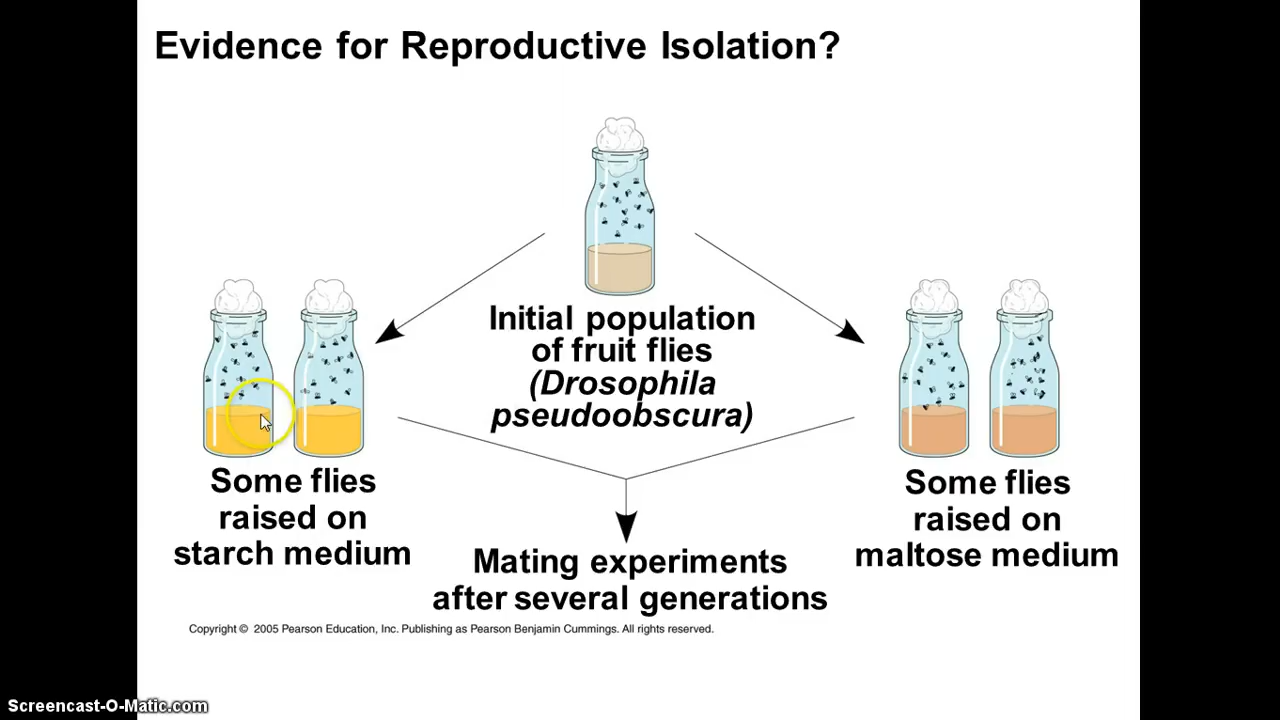 Evidence for Reproductive Isolation?
Initial population
of fruit flies
(Drosophila
pseudoobscura)
Some flies
raised on
starch medium
Some flies
raised on
maltose medium
Mating experiments
after several generations
Copyright © 2005 Pearson Education, Inc. Publishing as Pearson Benjamin Cummings. All rights reserved.
Screencast-O-Matic.com